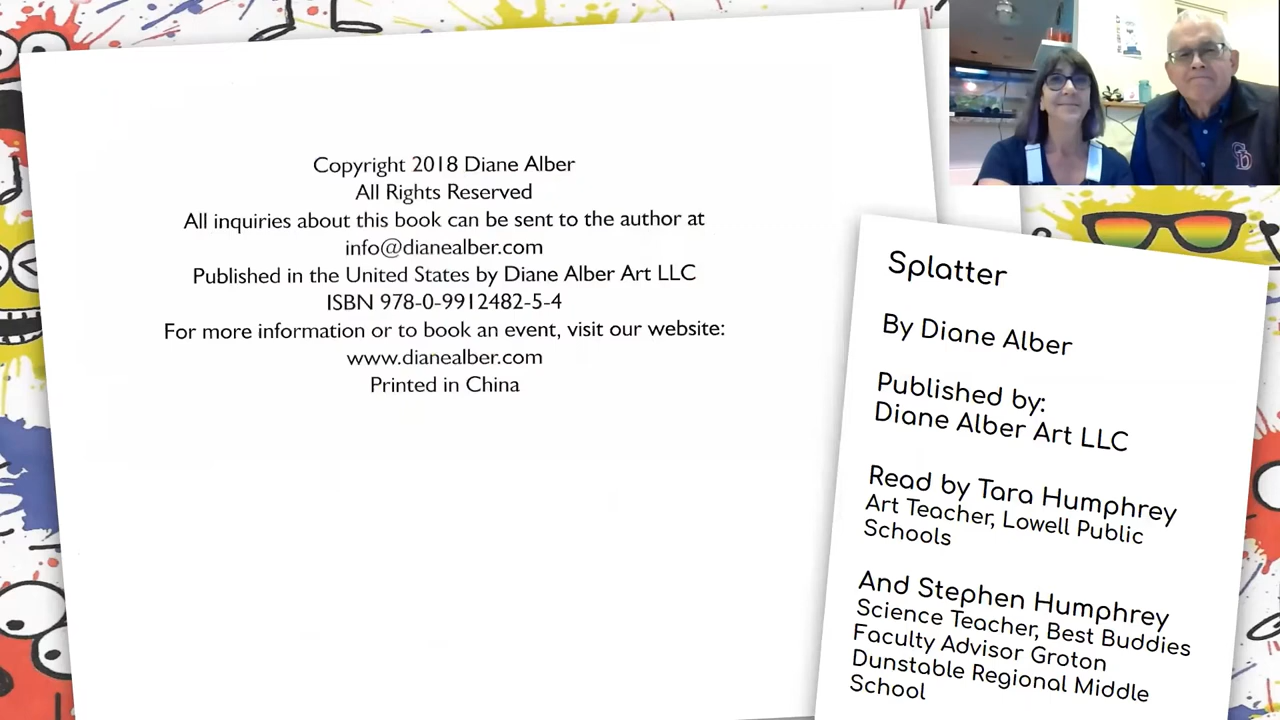 Copyright 2018 Diane Alber
All Rights Reserved
All inquiries about this book can be sent to the author at
info@dianealber.com
Published in the United States by Diane Alber Art LLC
ISBN 978-0-9912482-5-4
For more information or to book an event, visit our website:
www.dianealber.com
Printed in China
Splatter
By Diane Alber
Published by:
Diane Alber Art LLC
Read by Tara Humphrey
Art Teacher, Lowell Public
Schools
And Stephen Humphrey
Science Teacher, Best Buddies
Faculty Advisor Groton
Dunstable Regional Middle
School